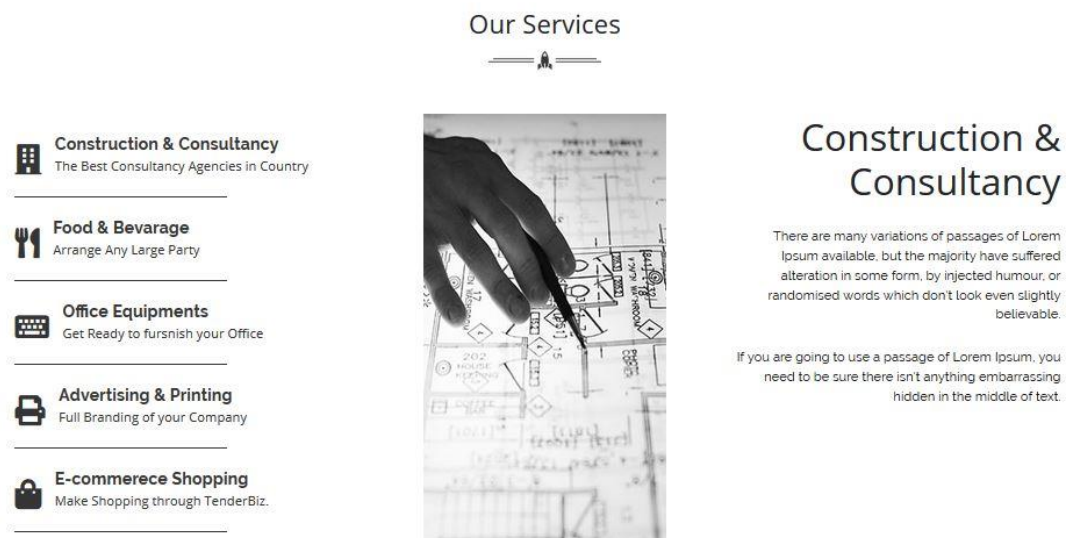 Our Services
Construction & Consultancy
The Best Consultancy Agencies in Country
Food & Bevarage
Arrange Any Large Party
Office Equipments
Get Ready to fursnish your Office
Advertising & Printing
Full Branding of your Company
E-commerece Shopping
Make Shopping through TenderBiz.
202
HOUSE
KEEPING
17
Construction &
Consultancy
There are many variations of passages of Lorem
Ipsum available, but the majority have suffered
alteration in some form, by injected humour, or
randomised words which don't look even slightly
believable.
If you are going to use a passage of Lorem Ipsum, you
need to be sure there isn't anything embarrassing
hidden in the middle of text.